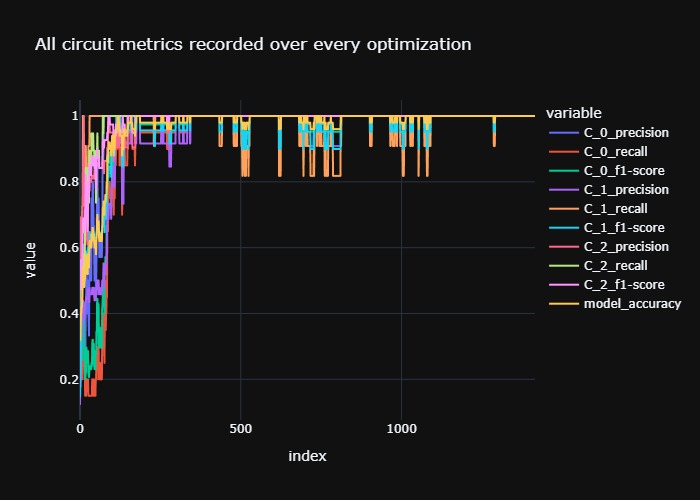 All circuit metrics recorded over every optimization
1
0.8
0.6
0.4
0.2
0
500
1000
index
value
variable
C_0_precision
C_0_recall
C_0_f1-score
C_1_precision
C_1_recall
C_1_f1-score
C_2_precision
C_2_recall
C_2_f1-score
model_accuracy